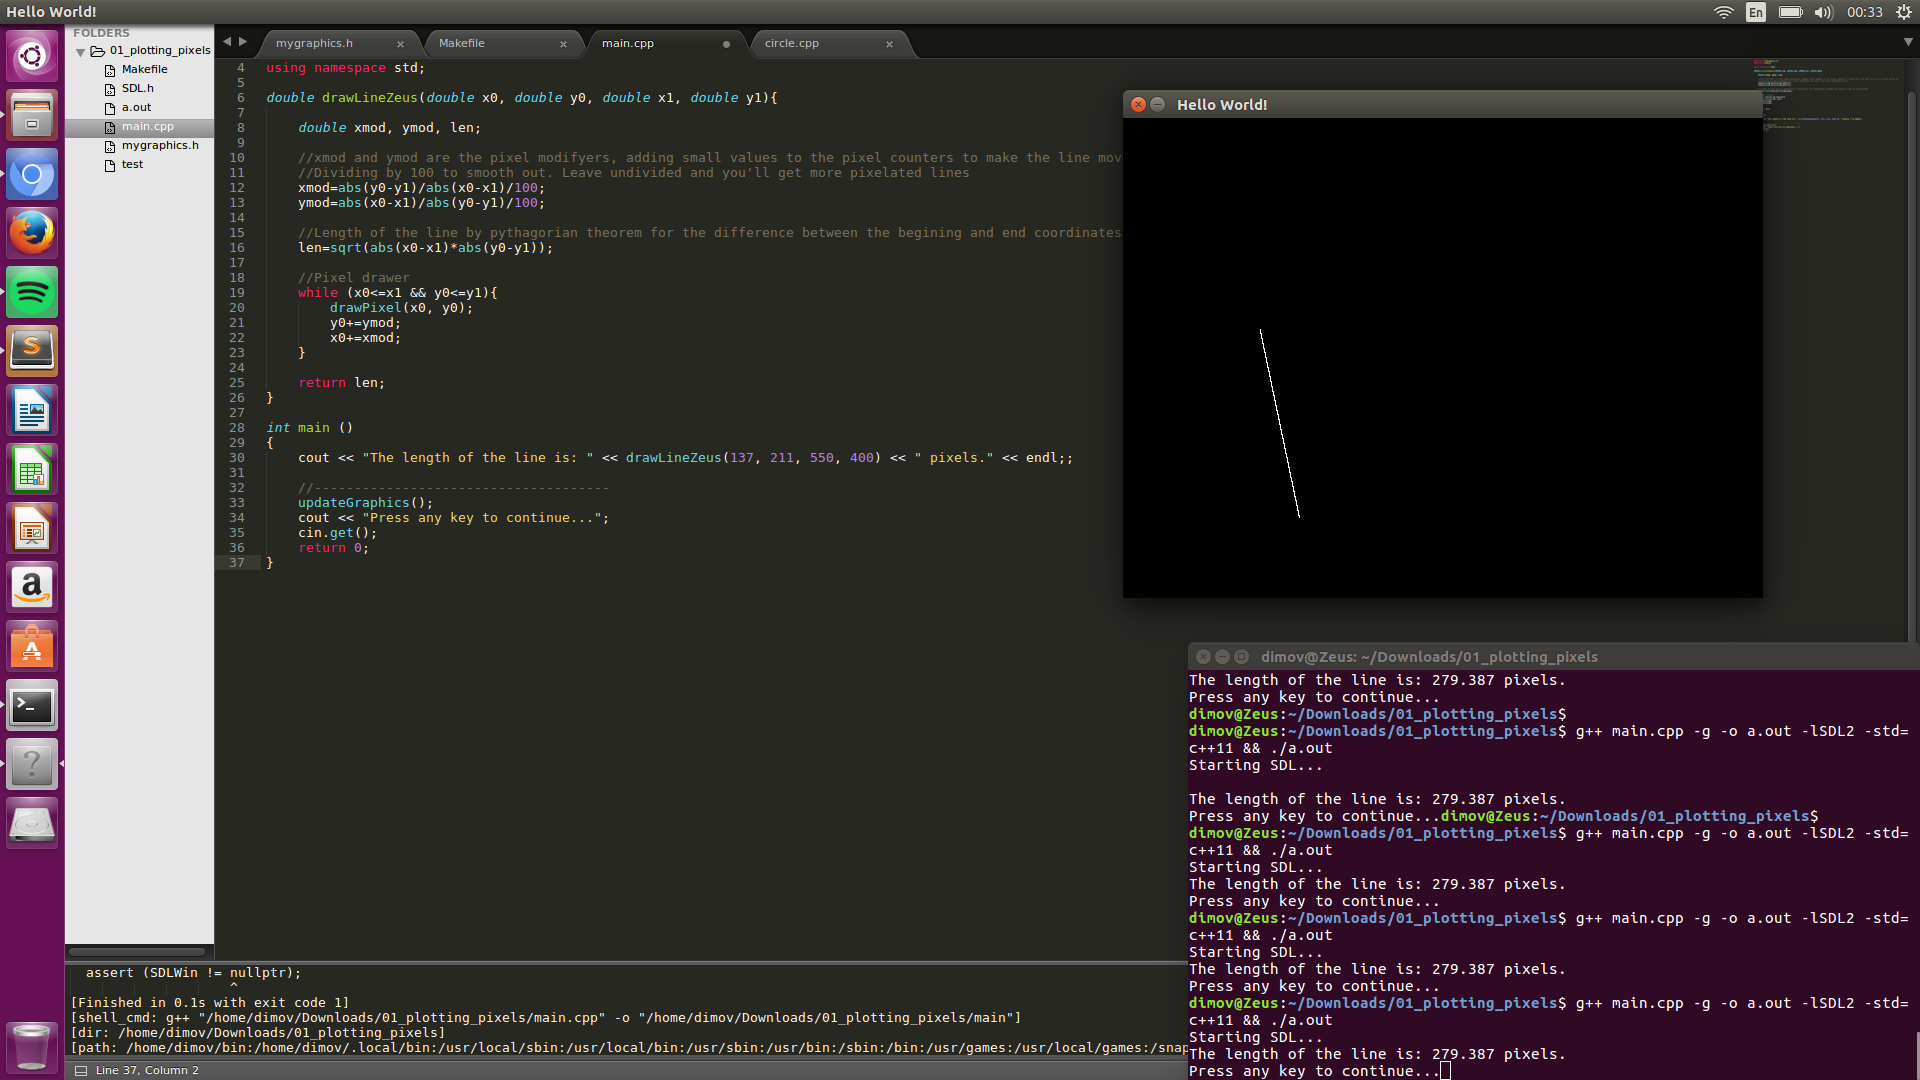 Hello World!
En
00:33
FOLDERS
01_plotting_pixels
Makefile
SDL.h
a.out
main.cpp
mygraphics.h
test
mygraphics.h
Makefile
main.cpp
circle.cpp
4 using namespace std;
5
6 double drawLineZeus(double x0, double y0, double x1, double y1){
7
8 double xmod, ymod, len;
9
10 //xmod and ymod are the pixel modifyers, adding small values to the pixel counters to make the line mov
11 //Dividing by 100 to smooth out. Leave undivided and you'll get more pixelated lines
12 xmod=abs(y0-y1)/abs(x0-x1)/100;
13 ymod=abs(x0-x1)/abs(y0-y1)/100;
14
15 //Length of the line by pythagorian theorem for the difference between the begining and end coordinates
16 len=sqrt(abs(x0-x1)*abs(y0-y1));
17
18 //Pixel drawer
19 while (x0<=x1 && y0<=y1){
20 drawPixel(x0, y0);
21 y0+=ymod;
22 x0+=xmod;
23 }
24
25 return len;
26 }
27
28 int main ()
29 {
30 cout << "The length of the line is: " << drawLineZeus(137, 211, 550, 400) << " pixels." << endl;;
31
32 //-------------------------------------
33 updateGraphics();
34 cout << "Press any key to continue...";
35 cin.get();
36 return 0;
37 }
Hello World!
assert (SDLWin != nullptr);
^
[Finished in 0.1s with exit code 1]
[shell_cmd: g++ "/home/dimov/Downloads/01_plotting_pixels/main.cpp" -o "/home/dimov/Downloads/01_plotting_pixels/main"]
[dir: /home/dimov/Downloads/01_plotting_pixels]
[path: /home/dimov/bin:/home/dimov/.local/bin:/usr/local/sbin:/usr/local/bin:/usr/sbin:/usr/bin:/sbin:/bin:/usr/games:/usr/local/games:/snap
Line 37, Column 2
dimov@Zeus: ~/Downloads/01_plotting_pixels
The length of the line is: 279.387 pixels.
Press any key to continue...
dimov@Zeus:~/Downloads/01_plotting_pixels$
dimov@Zeus:~/Downloads/01_plotting_pixels$ g++ main.cpp -g -o a.out -lSDL2 -std=
c++11 && ./a.out
Starting SDL...
The length of the line is: 279.387 pixels.
Press any key to continue...dimov@Zeus:~/Downloads/01_plotting_pixels$
dimov@Zeus:~/Downloads/01_plotting_pixels$ g++ main.cpp -g -o a.out -lSDL2 -std=
c++11 && ./a.out
Starting SDL...
The length of the line is: 279.387 pixels.
Press any key to continue...
dimov@Zeus:~/Downloads/01_plotting_pixels$ g++ main.cpp -g -o a.out -lSDL2 -std=
c++11 && ./a.out
Starting SDL...
The length of the line is: 279.387 pixels.
Press any key to continue...
dimov@Zeus:~/Downloads/01_plotting_pixels$ g++ main.cpp -g -o a.out -lSDL2 -std=
c++11 && ./a.out
Starting SDL...
The length of the line is: 279.387 pixels.
Press any key to continue...